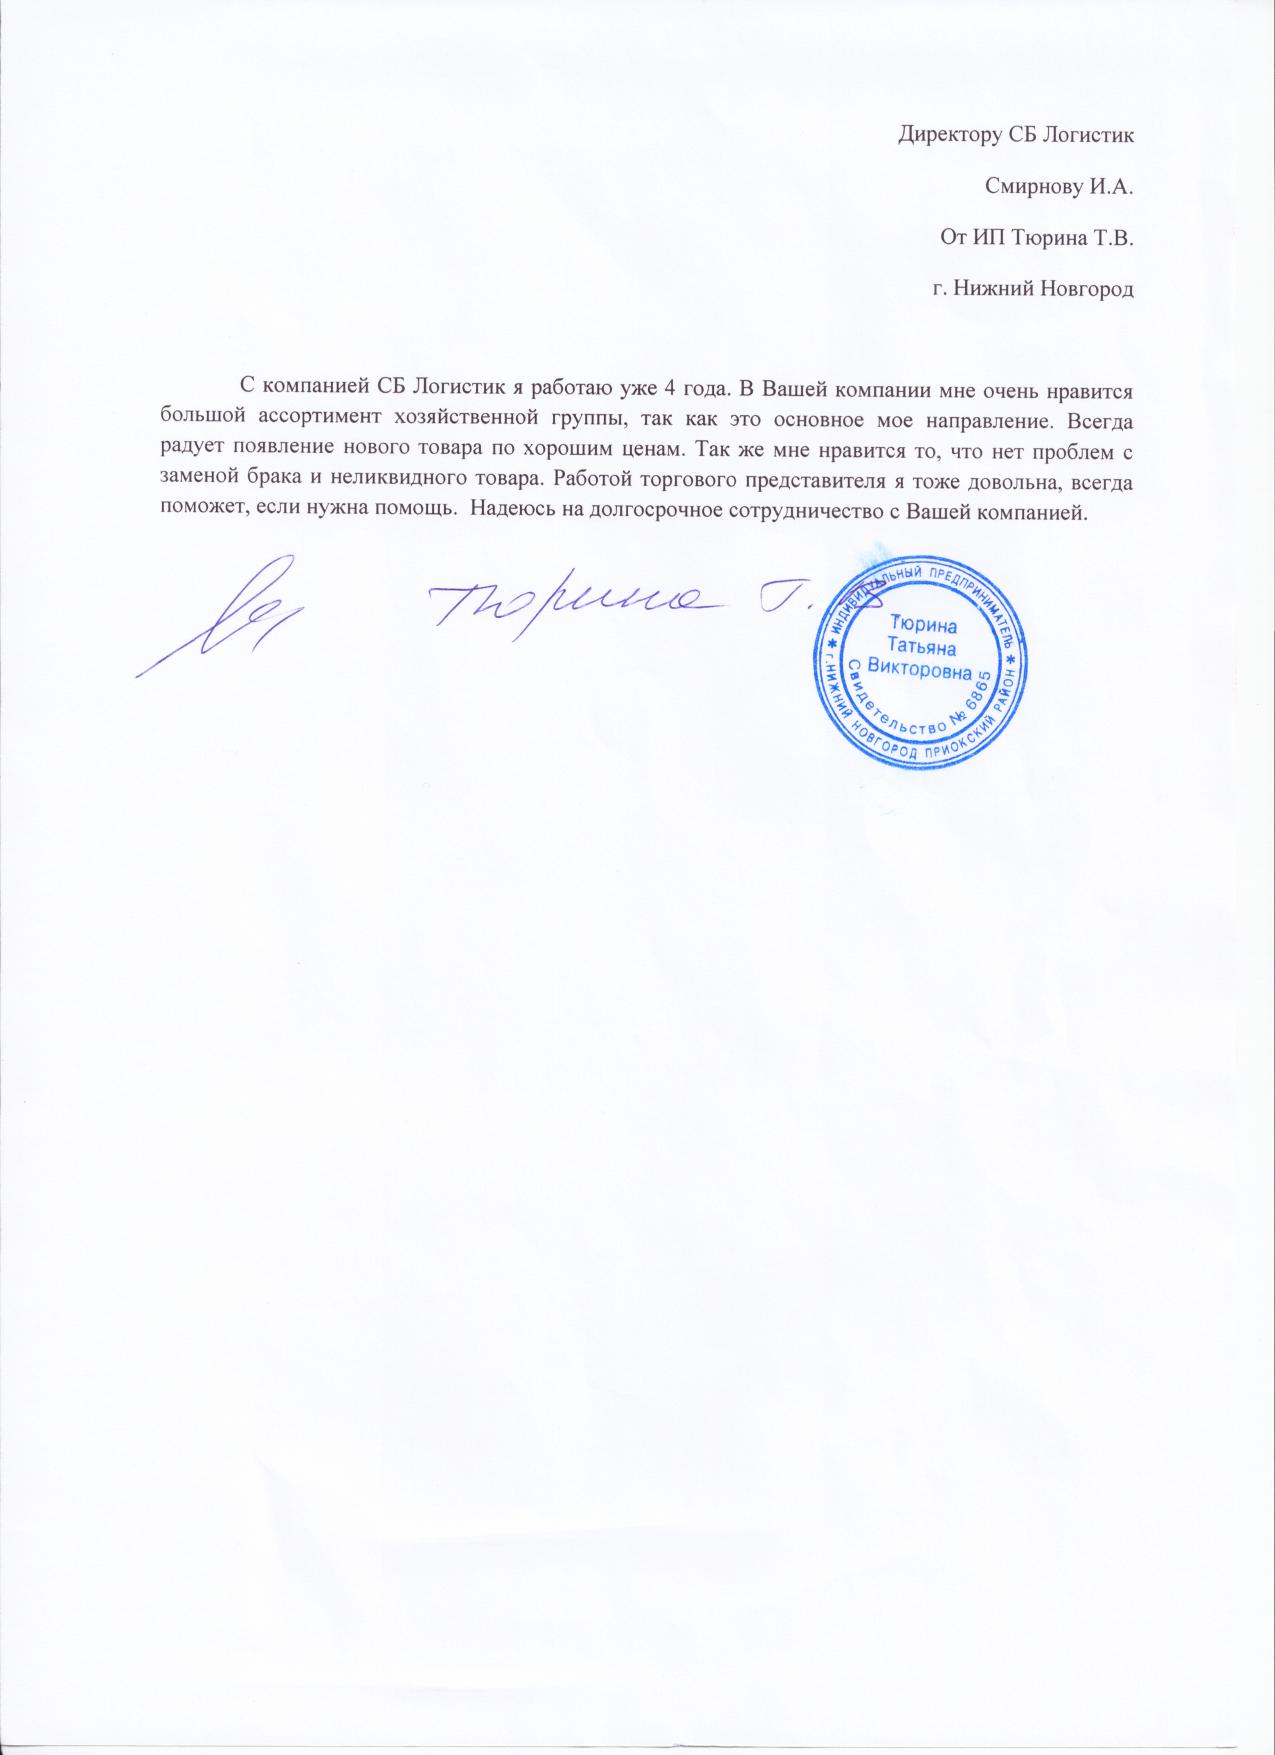 Директору СБ Логистик
Смирнову И.А.
От ИП Тюрина Т.В.
г. Нижний Новгород
С компанией СБ Логистик я работаю уже 4 года. В Вашей компании мне очень нравится
большой ассортимент хозяйственной группы, так как это основное мое направление. Всегда
радует появление нового товара по хорошим ценам. Так же мне нравится то, что нет проблем с
заменой брака и неликвидного товара. Работой торгового представителя я тоже довольна, всегда
поможет, если нужна помощь.  Надеюсь на долгосрочное сотрудничество с Вашей компанией.
Тюрина Т. В
* ИНДИВИДУАЛЬНЫЙ ПРЕДПРИНИМАТЕЛЬ *
Тюрина
Татьяна
Викторовна
Свидетельство № 6865
г.НИЖНИЙ НОВГОРОД ПРИОКСКИЙ РАЙОН